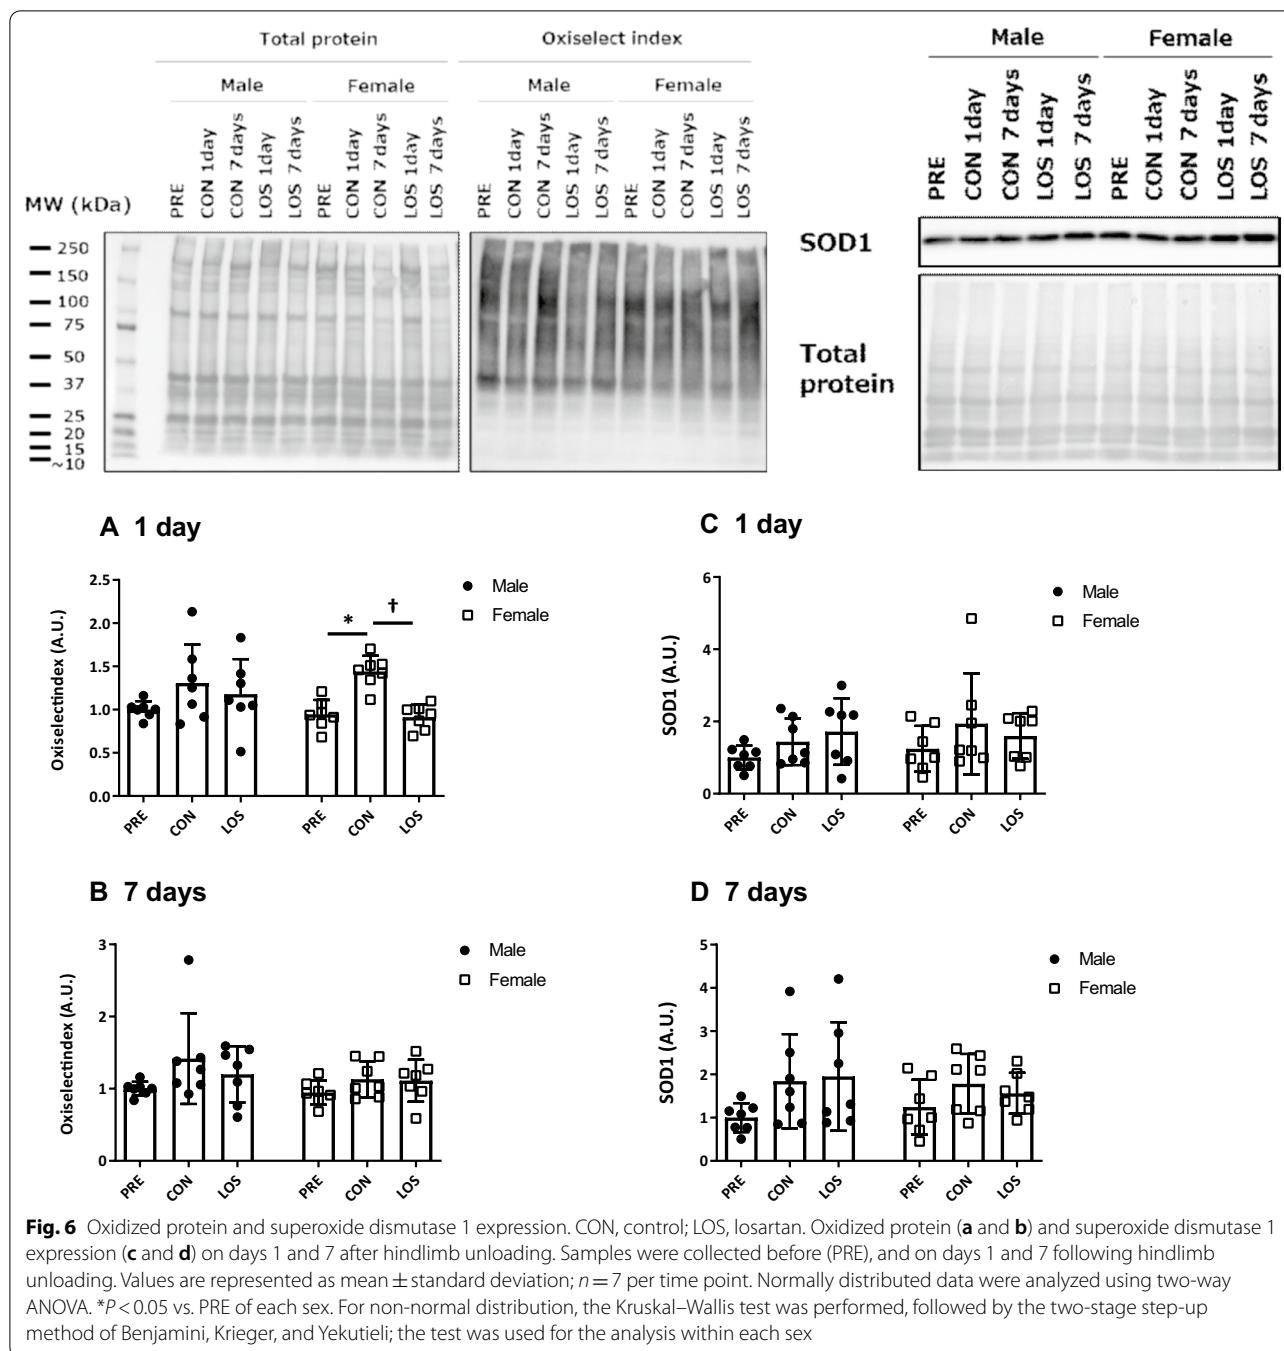 Total protein
Oxiselect index
Male
Female
Male
Female
Male
Female
PRE
CON 1day
CON 7 days
LOS 1day
LOS 7 days
PRE
CON 1day
CON 7 days
LOS 1day
LOS 7 days
PRE
CON 1day
CON 7 days
LOS 1day
LOS 7 days
PRE
CON 1day
CON 7 days
LOS 1day
LOS 7 days
PRE
CON 1day
CON 7 days
LOS 1day
LOS 7 days
PRE
CON 1day
CON 7 days
LOS 1day
LOS 7 days
MW (kDa)
250
150
100
75
50
37
25
20
15
~10
SOD1
Total
protein
A 1 day
Oxiselectindex (A.U.)
2.5
2.0
1.5
1.0
0.5
0.0
* †
Male
Female
PRE CON LOS PRE CON LOS
C 1 day
SOD1 (A.U.)
6
4
2
0
Male
Female
PRE CON LOS PRE CON LOS
B 7 days
Oxiselectindex (A.U.)
3
2
1
0
Male
Female
PRE CON LOS PRE CON LOS
D 7 days
SOD1 (A.U.)
5
4
3
2
1
0
Male
Female
PRE CON LOS PRE CON LOS
Fig. 6 Oxidized protein and superoxide dismutase 1 expression. CON, control; LOS, losartan. Oxidized protein (a and b) and superoxide dismutase 1
expression (c and d) on days 1 and 7 after hindlimb unloading. Samples were collected before (PRE), and on days 1 and 7 following hindlimb
unloading. Values are represented as mean ± standard deviation; n = 7 per time point. Normally distributed data were analyzed using two-way
ANOVA. *P < 0.05 vs. PRE of each sex. For non-normal distribution, the Kruskal–Wallis test was performed, followed by the two-stage step-up
method of Benjamini, Krieger, and Yekutieli; the test was used for the analysis within each sex